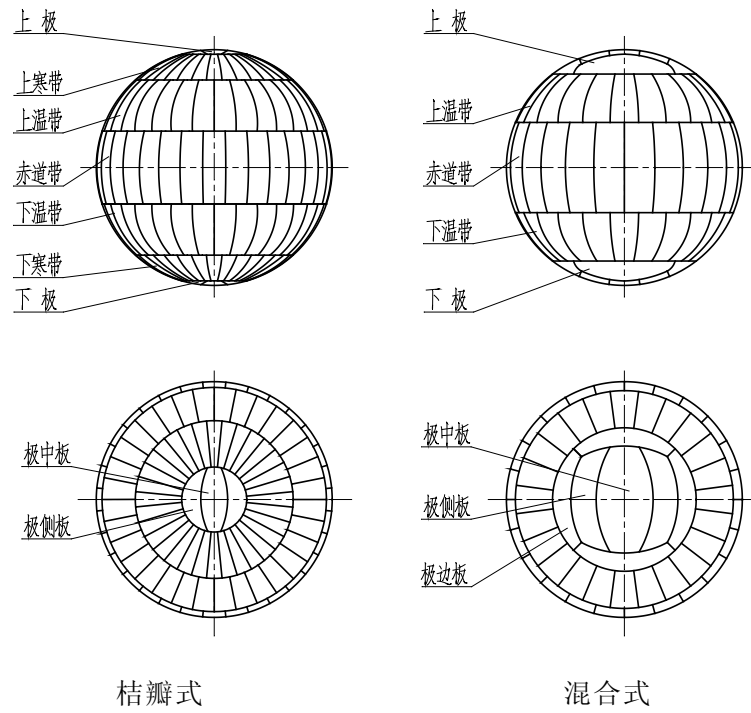 上 极
上寒带
上温带
赤道带
下温带
下寒带
下 极
上 极
上温带
赤道带
下温带
下 极
极中板
极侧板
极中板
极侧板
极边板
桔瓣式
混合式